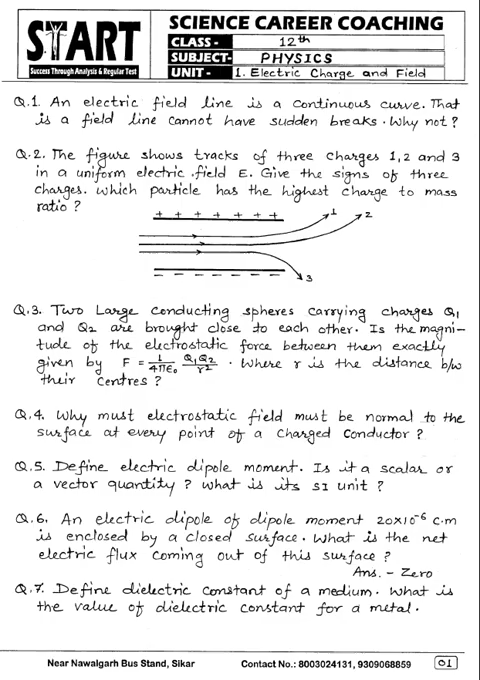 START
Success Through Analysis & Regular Test
SCIENCE CAREER COACHING
CLASS - 12th
SUBJECT- PHYSICS
UNIT - 1. Electric Charge and Field
Q.1. An electric field line is a continuous curve. That
is a field line cannot have sudden breaks. Why not?
Q.2. The figure shows tracks of three charges 1,2 and 3
in a uniform electric field E. Give the signs of three
charges. Which particle has the highest charge to mass
ratio?
+ + + + + + +
1
2
3
− − − − − − −
Q.3. Two Large conducting spheres carrying charges Q1
and Q2 are brought close to each other. Is the magni-
tude of the electrostatic force between them exactly
given by F = 1/4πϵ₀ Q1Q2/r². Where r is the distance b/w
their centres?
Q.4. Why must electrostatic field must be normal to the
surface at every point of a charged conductor?
Q.5. Define electric dipole moment. Is it a scalar or
a vector quantity? What is its SI unit?
Q.6. An electric dipole of dipole moment 20×10⁻⁶ c.m
is enclosed by a closed surface. What is the net
electric flux coming out of this surface?
Ans. - Zero
Q.7. Define dielectric constant of a medium. What is
the value of dielectric constant for a metal.
Near Nawalgarh Bus Stand, Sikar
Contact No.: 8003024131, 9309068859
01